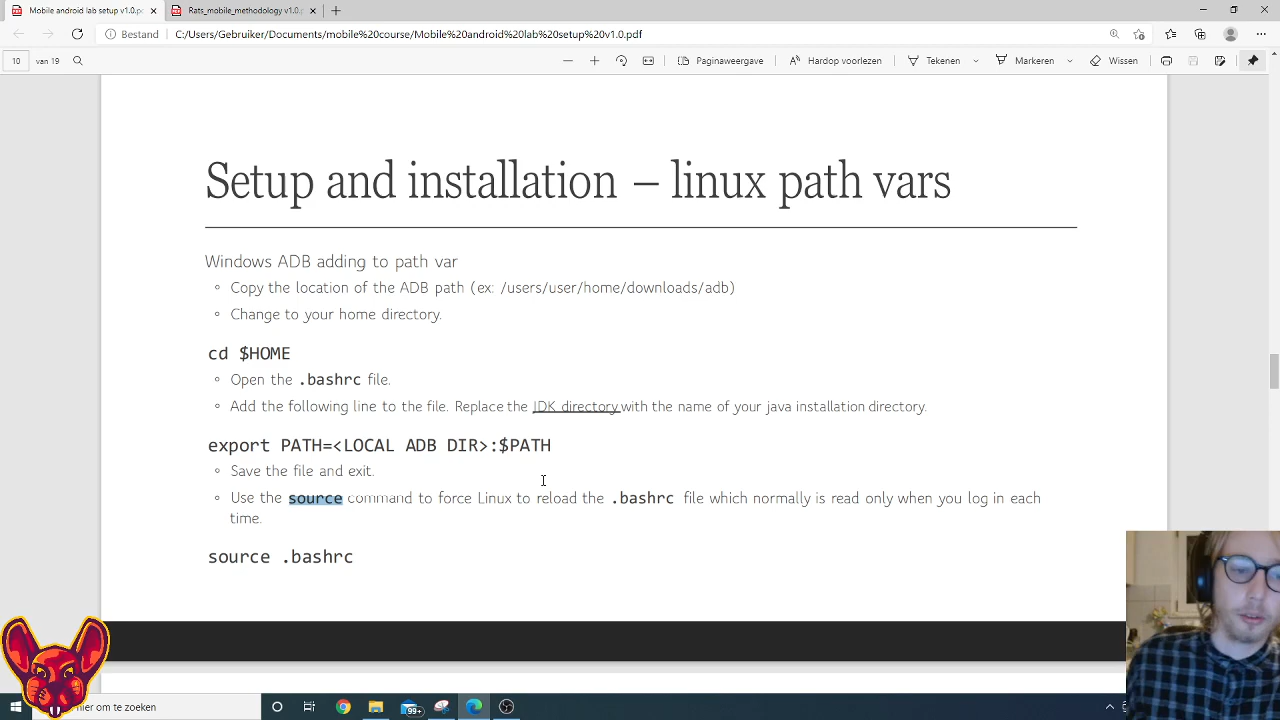 Mobile android lab setup v1.0.p
Rats_mobile_methodology v1.0.p
Bestand
C:/Users/Gebruiker/Documents/mobile%20course/Mobile%20android%20lab%20setup%20v1.0.pdf
10 van 19
Paginaweergave
Hardop voorlezen
Tekenen
Markeren
Wissen
Setup and installation – linux path vars
Windows ADB adding to path var
◦ Copy the location of the ADB path (ex: /users/user/home/downloads/adb)
◦ Change to your home directory.
cd $HOME
◦ Open the .bashrc file.
◦ Add the following line to the file. Replace the JDK directory with the name of your java installation directory.
export PATH=<LOCAL ADB DIR>:$PATH
◦ Save the file and exit.
◦ Use the source command to force Linux to reload the .bashrc file which normally is read only when you log in each
time.
source .bashrc
hier om te zoeken
99+